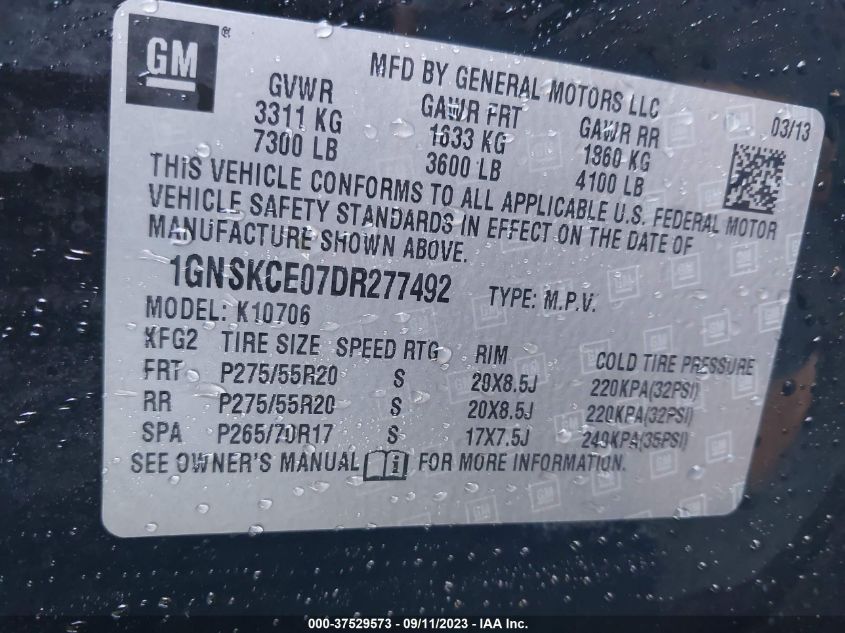 GM®
MFD BY GENERAL MOTORS LLC
03/13
GVWR GAWR FRT GAWR RR
3311 KG 1633 KG 1860 KG
7300 LB 3600 LB 4100 LB
THIS VEHICLE CONFORMS TO ALL APPLICABLE U.S. FEDERAL MOTOR
VEHICLE SAFETY STANDARDS IN EFFECT ON THE DATE OF
MANUFACTURE SHOWN ABOVE.
1GNSKCE07DR277492 TYPE: M.P.V.
MODEL: K10706
XFG2 TIRE SIZE SPEED RTG RIM COLD TIRE PRESSURE
FRT P275/55R20 S 20X8.5J 220KPA(32PSI)
RR P275/55R20 S 20X8.5J 220KPA(32PSI)
SPA P265/70R17 S 17X7.5J 240KPA(35PSI)
SEE OWNER'S MANUAL i FOR MORE INFORMATION.
000-37529573 - 09/11/2023 - IAA Inc.